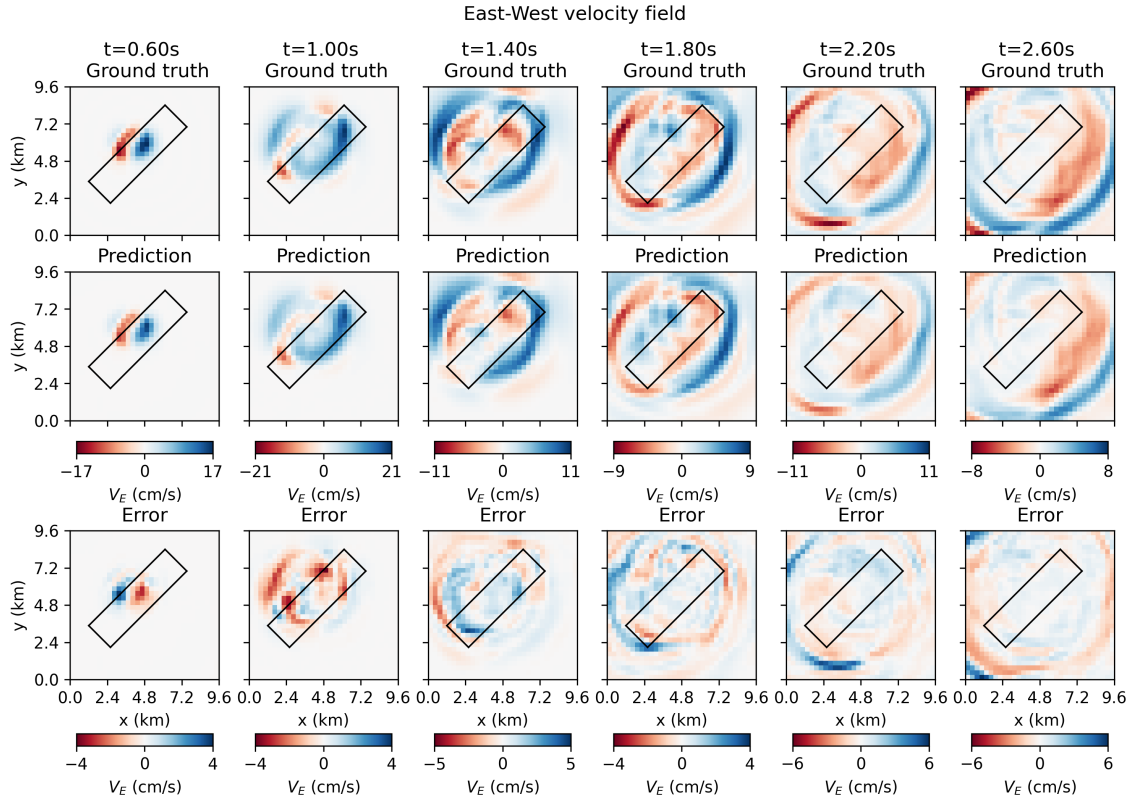 East-West velocity field
t=0.60s t=1.00s t=1.40s t=1.80s t=2.20s t=2.60s
Ground truth Ground truth Ground truth Ground truth Ground truth Ground truth
9.6
7.2
4.8
2.4
0.0
y (km)
Prediction Prediction Prediction Prediction Prediction Prediction
9.6
7.2
4.8
2.4
0.0
y (km)
−17 0 17 −21 0 21 −11 0 11 −9 0 9 −11 0 11 −8 0 8
V_E (cm/s) V_E (cm/s) V_E (cm/s) V_E (cm/s) V_E (cm/s) V_E (cm/s)
Error Error Error Error Error Error
9.6
7.2
4.8
2.4
0.0
y (km)
0.0 2.4 4.8 7.2 9.6 0.0 2.4 4.8 7.2 9.6 0.0 2.4 4.8 7.2 9.6 0.0 2.4 4.8 7.2 9.6 0.0 2.4 4.8 7.2 9.6 0.0 2.4 4.8 7.2 9.6
x (km) x (km) x (km) x (km) x (km) x (km)
−4 0 4 −4 0 4 −5 0 5 −4 0 4 −6 0 6 −6 0 6
V_E (cm/s) V_E (cm/s) V_E (cm/s) V_E (cm/s) V_E (cm/s) V_E (cm/s)